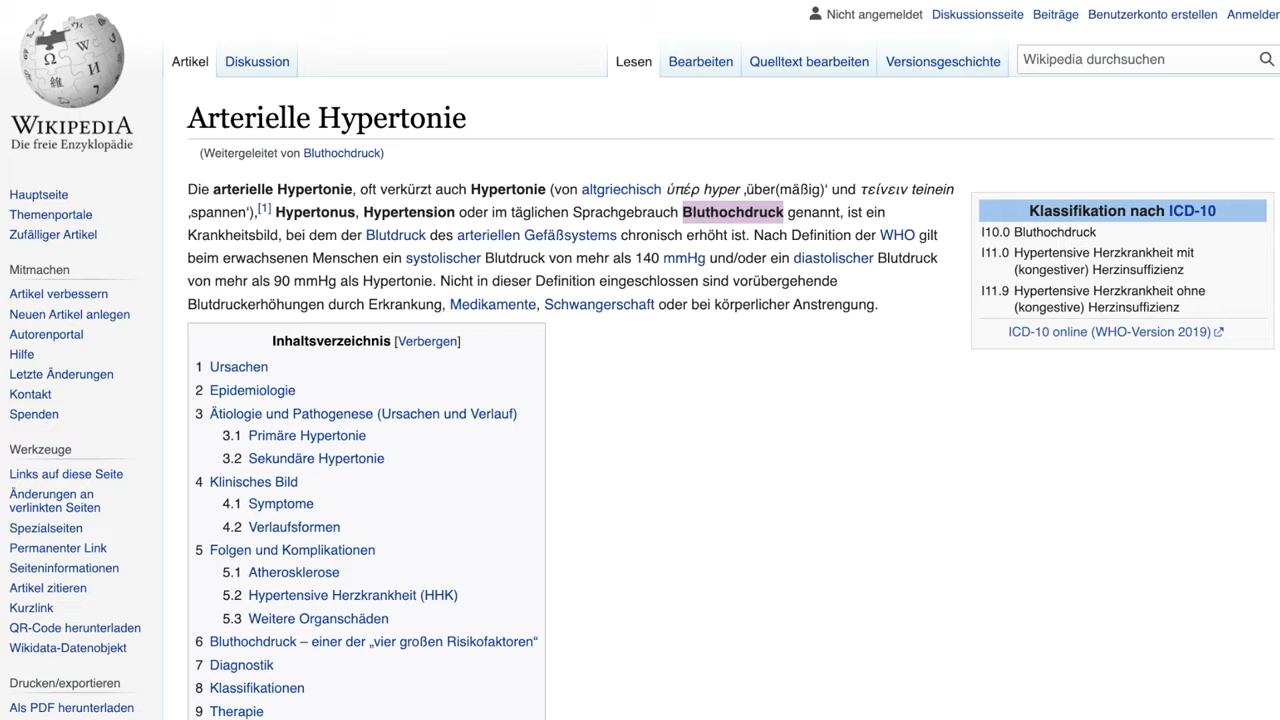 Nicht angemeldet Diskussionsseite Beiträge Benutzerkonto erstellen
Artikel Diskussion Lesen Bearbeiten Quelltext bearbeiten Versionsgeschichte Wikipedia durchsuchen
WIKIPEDIA
Die freie Enzyklopädie
Hauptseite
Themenportale
Zufälliger Artikel
Mitmachen
Artikel verbessern
Neuen Artikel anlegen
Autorenportal
Hilfe
Letzte Änderungen
Kontakt
Spenden
Werkzeuge
Links auf diese Seite
Änderungen an
verlinkten Seiten
Spezialseiten
Permanenter Link
Seiteninformationen
Artikel zitieren
Kurzlink
QR-Code herunterladen
Wikidata-Datenobjekt
Drucken/exportieren
Als PDF herunterladen
Arterielle Hypertonie
(Weitergeleitet von Bluthochdruck)
Die arterielle Hypertonie, oft verkürzt auch Hypertonie (von altgriechisch ὑπέρ hyper ‚über(mäßig)‘ und τείνειν teinein
‚spannen‘),[1] Hypertonus, Hypertension oder im täglichen Sprachgebrauch Bluthochdruck genannt, ist ein
Krankheitsbild, bei dem der Blutdruck des arteriellen Gefäßsystems chronisch erhöht ist. Nach Definition der WHO gilt
beim erwachsenen Menschen ein systolischer Blutdruck von mehr als 140 mmHg und/oder ein diastolischer Blutdruck
von mehr als 90 mmHg als Hypertonie. Nicht in dieser Definition eingeschlossen sind vorübergehende
Blutdruckerhöhungen durch Erkrankung, Medikamente, Schwangerschaft oder bei körperlicher Anstrengung.
Klassifikation nach ICD-10
I10.0 Bluthochdruck
I11.0 Hypertensive Herzkrankheit mit
(kongestiver) Herzinsuffizienz
I11.9 Hypertensive Herzkrankheit ohne
(kongestive) Herzinsuffizienz
ICD-10 online (WHO-Version 2019)
Inhaltsverzeichnis [Verbergen]
1 Ursachen
2 Epidemiologie
3 Ätiologie und Pathogenese (Ursachen und Verlauf)
3.1 Primäre Hypertonie
3.2 Sekundäre Hypertonie
4 Klinisches Bild
4.1 Symptome
4.2 Verlaufsformen
5 Folgen und Komplikationen
5.1 Atherosklerose
5.2 Hypertensive Herzkrankheit (HHK)
5.3 Weitere Organschäden
6 Bluthochdruck – einer der „vier großen Risikofaktoren“
7 Diagnostik
8 Klassifikationen
9 Therapie